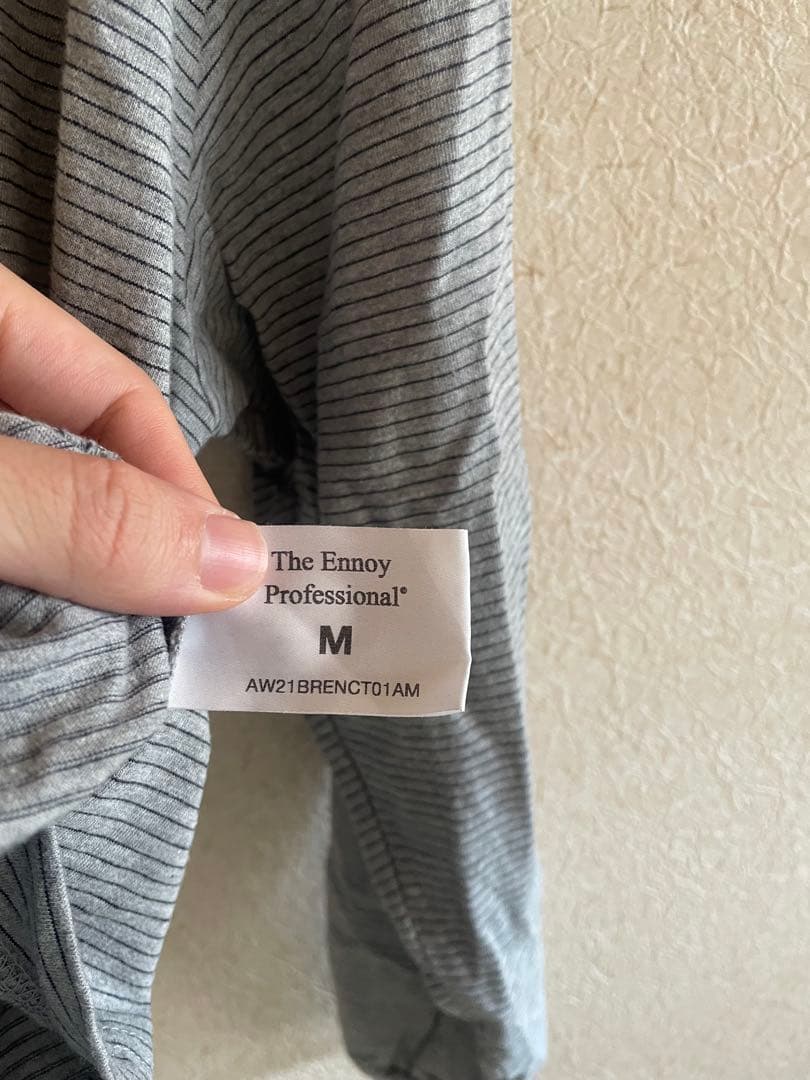 The Ennoy
Professional®
M
AW21BRENCT01AM